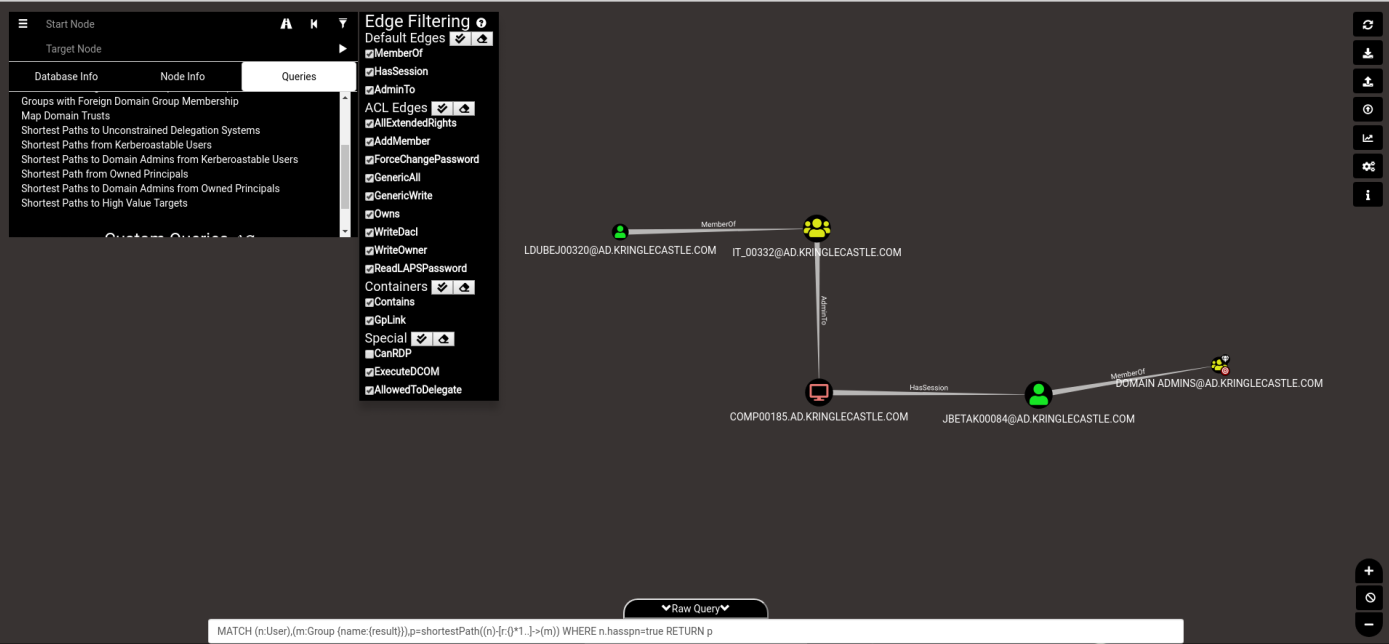 Start Node
Target Node
Database Info
Node Info
Queries
Groups with Foreign Domain Group Membership
Map Domain Trusts
Shortest Paths to Unconstrained Delegation Systems
Shortest Paths from Kerberoastable Users
Shortest Paths to Domain Admins from Kerberoastable Users
Shortest Path from Owned Principals
Shortest Paths to Domain Admins from Owned Principals
Shortest Paths to High Value Targets
Edge Filtering
Default Edges
MemberOf
HasSession
AdminTo
ACL Edges
AllExtendedRights
AddMember
ForceChangePassword
GenericAll
GenericWrite
Owns
WriteDacl
WriteOwner
ReadLAPSPassword
Containers
Contains
GpLink
Special
CanRDP
ExecuteDCOM
AllowedToDelegate
MemberOf
LDUBEJ00320@AD.KRINGLECASTLE.COM
IT_00332@AD.KRINGLECASTLE.COM
AdminTo
COMP00185.AD.KRINGLECASTLE.COM
HasSession
JBETAK00084@AD.KRINGLECASTLE.COM
MemberOf
DOMAIN ADMINS@AD.KRINGLECASTLE.COM
Raw Query
MATCH (n:User),(m:Group {name:{result}}),p=shortestPath((n)-[r:{}*1..]->(m)) WHERE n.hasspn=true RETURN p